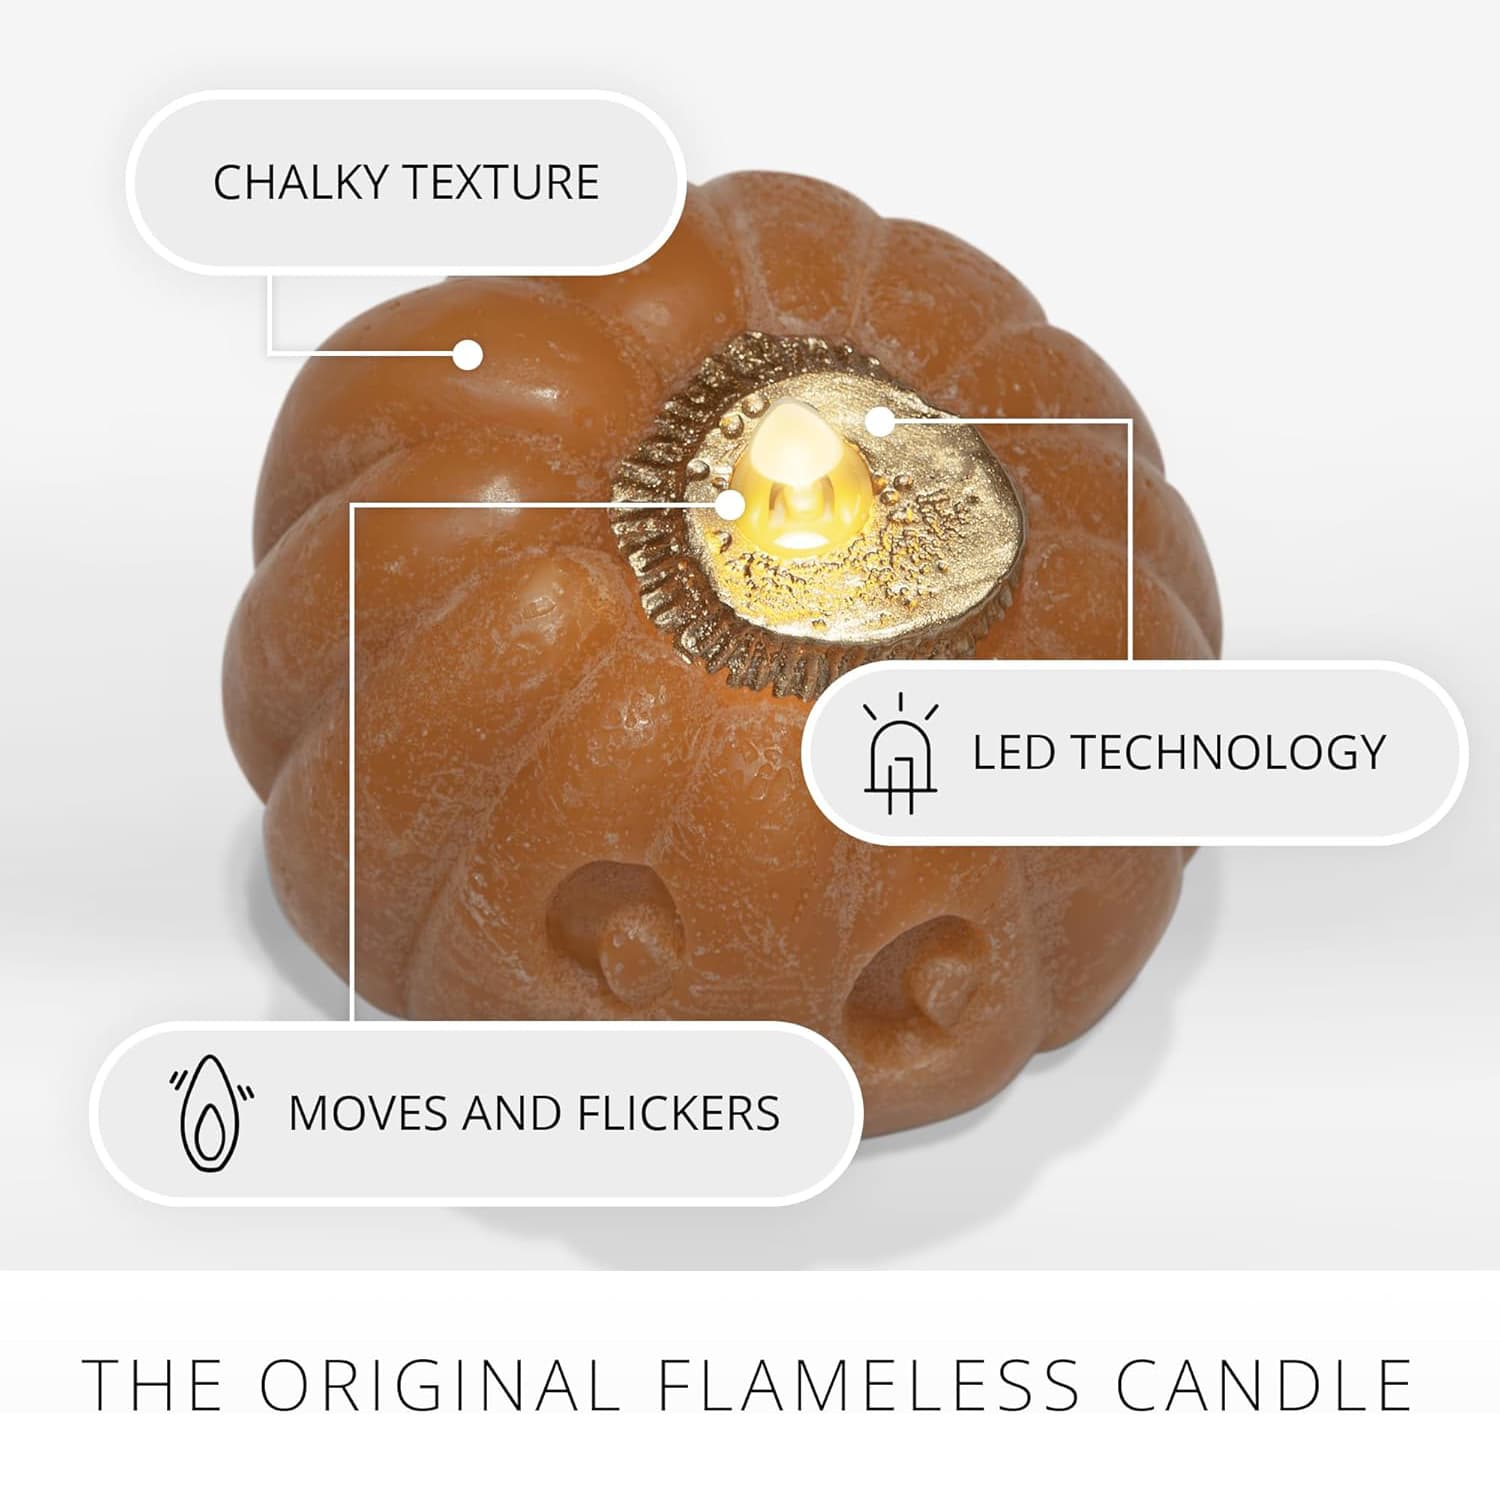 CHALKY TEXTURE
LED TECHNOLOGY
MOVES AND FLICKERS
THE ORIGINAL FLAMELESS CANDLE